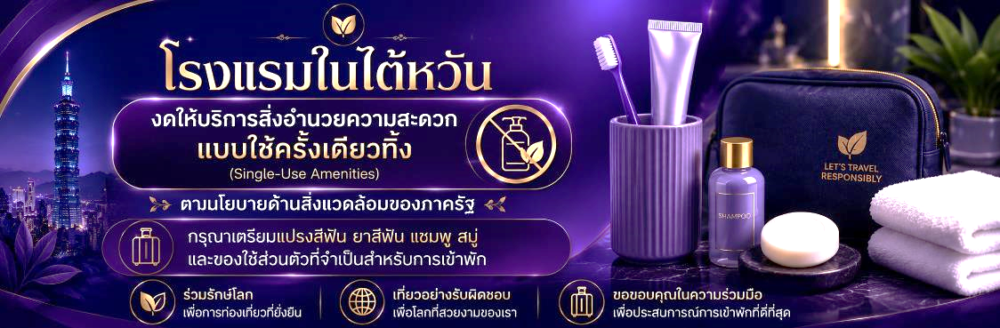 โรงแรมในไต้หวัน
งดให้บริการสิ่งอำนวยความสะดวก
แบบใช้ครั้งเดียวทิ้ง
(Single-Use Amenities)
ตามนโยบายด้านสิ่งแวดล้อมของภาครัฐ
กรุณาเตรียมแปรงสีฟัน ยาสีฟัน แชมพู สบู่
และของใช้ส่วนตัวที่จำเป็นสำหรับการเข้าพัก
ร่วมรักษ์โลก
เพื่อการท่องเที่ยวที่ยั่งยืน
เที่ยวอย่างรับผิดชอบ
เพื่อโลกที่สวยงามของเรา
ขอขอบคุณในความร่วมมือ
เพื่อประสบการณ์การเข้าพักที่ดีที่สุด
SHAMPOO
LET'S TRAVEL
RESPONSIBLY